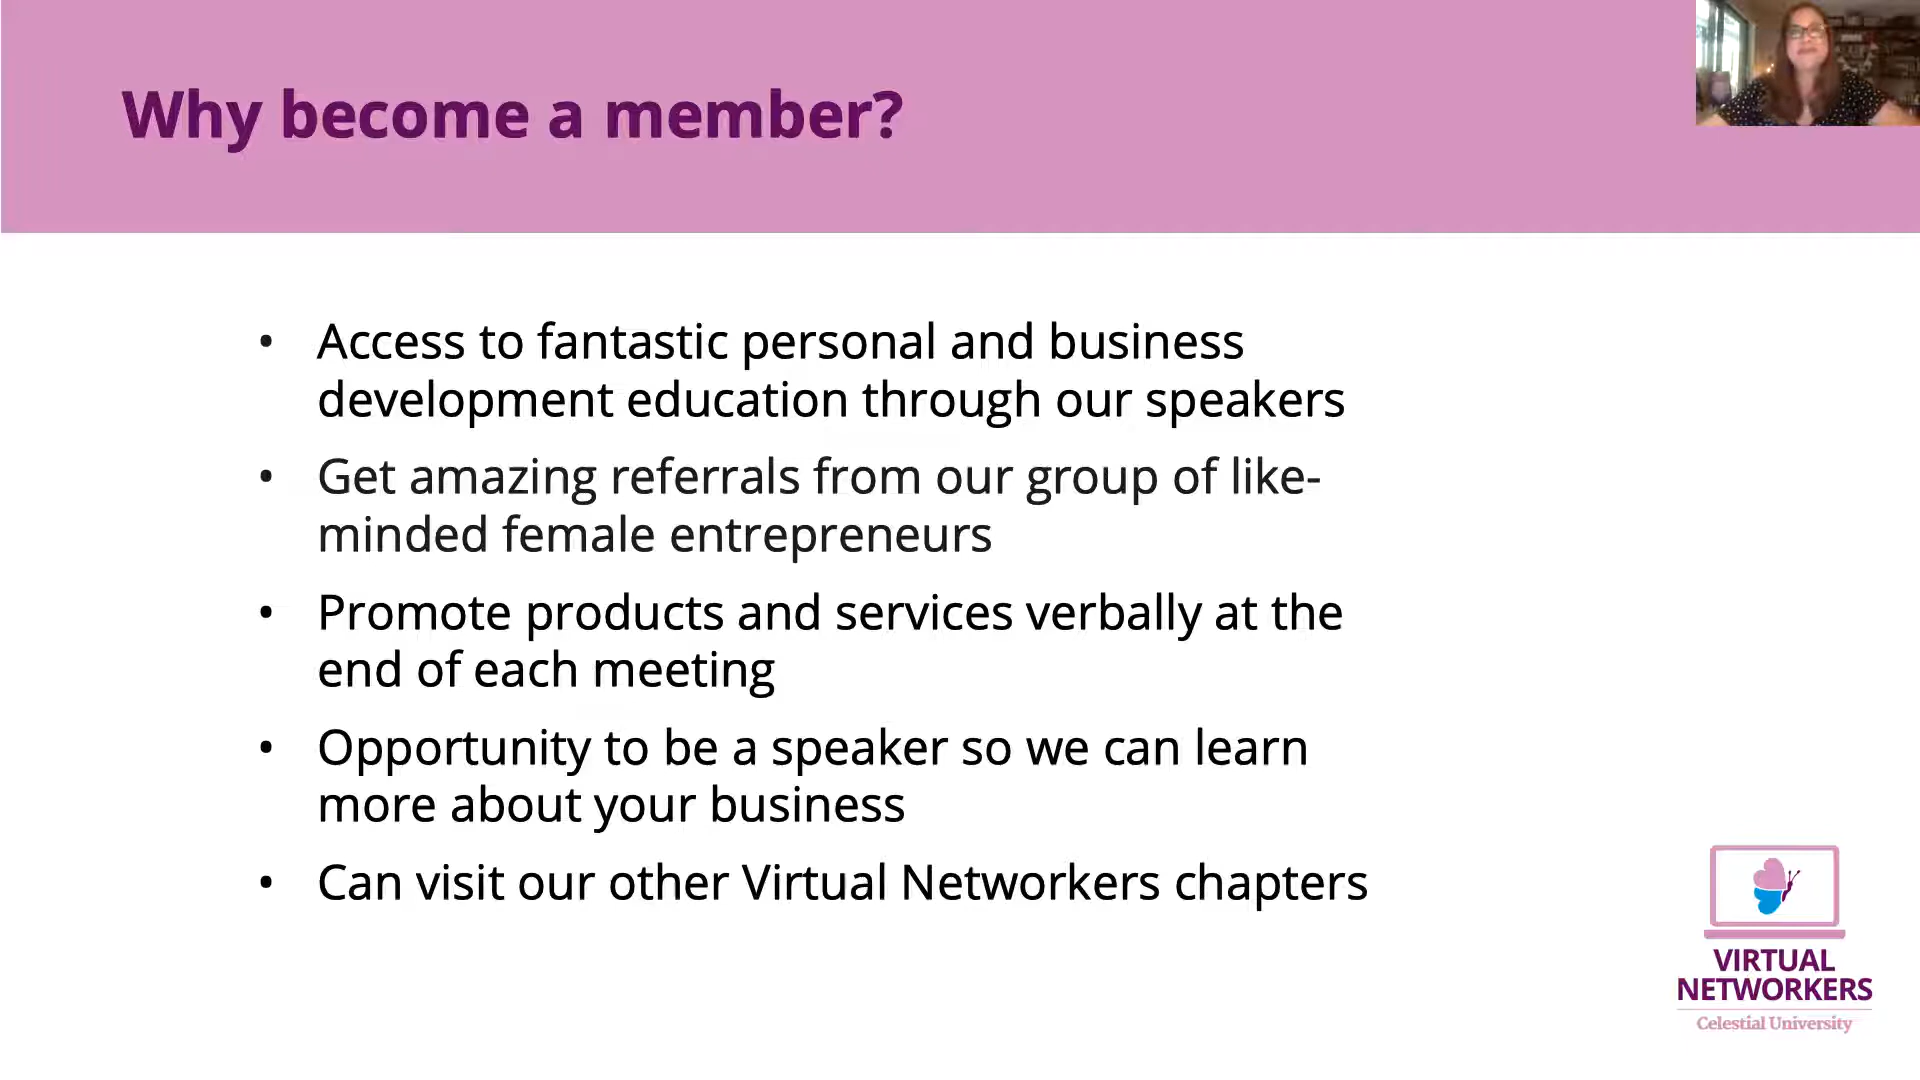 Why become a member?
• Access to fantastic personal and business
development education through our speakers
• Get amazing referrals from our group of like-
minded female entrepreneurs
• Promote products and services verbally at the
end of each meeting
• Opportunity to be a speaker so we can learn
more about your business
• Can visit our other Virtual Networkers chapters
VIRTUAL
NETWORKERS
Celestial University